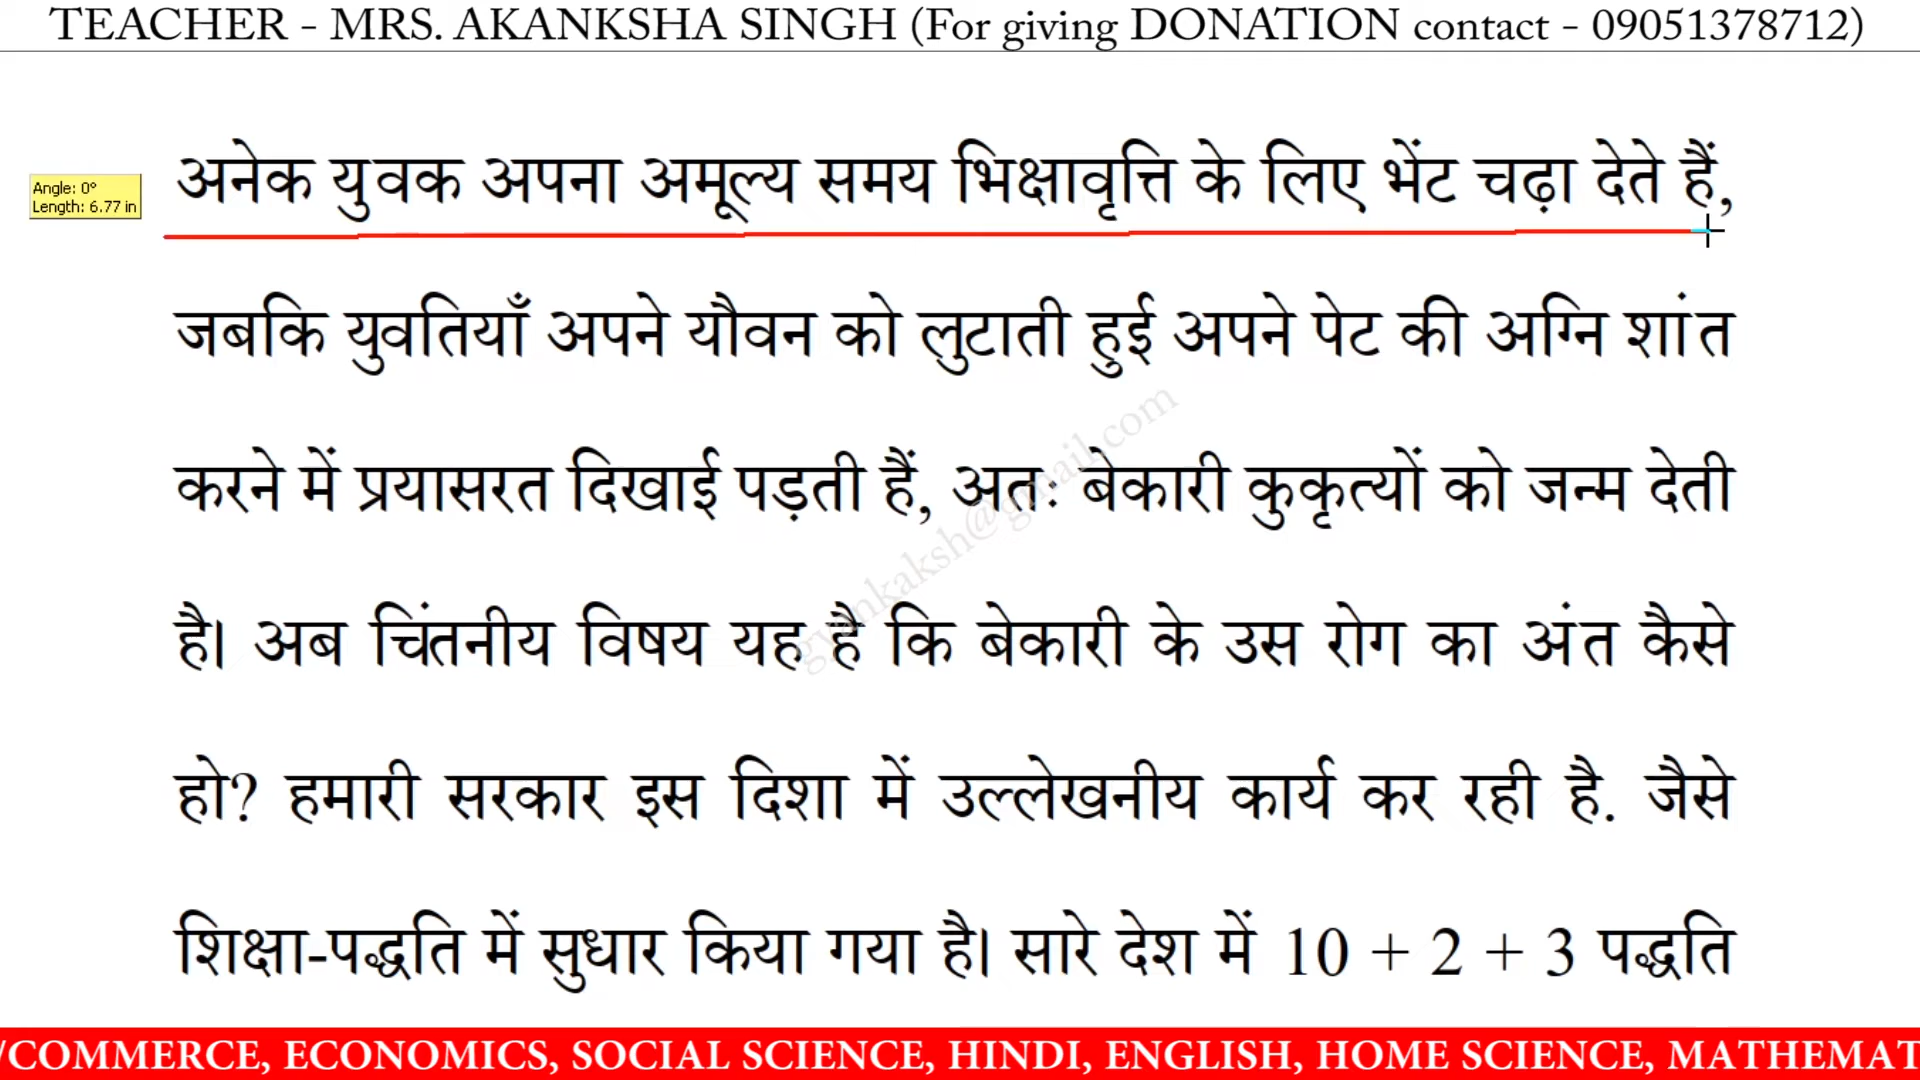 TEACHER - MRS. AKANKSHA SINGH (For giving DONATION contact - 09051378712)
Angle: 0°
Length: 6.77 in
अनेक युवक अपना अमूल्य समय भिक्षावृत्ति के लिए भेंट चढ़ा देते हैं,
जबकि युवतियाँ अपने यौवन को लुटाती हुई अपने पेट की अग्नि शांत
करने में प्रयासरत दिखाई पड़ती हैं, अतः बेकारी कुकृत्यों को जन्म देती
है। अब चिंतनीय विषय यह है कि बेकारी के उस रोग का अंत कैसे
हो? हमारी सरकार इस दिशा में उल्लेखनीय कार्य कर रही है. जैसे
शिक्षा-पद्धति में सुधार किया गया है। सारे देश में 10 + 2 + 3 पद्धति
gyankaksh@gmail.com
/COMMERCE, ECONOMICS, SOCIAL SCIENCE, HINDI, ENGLISH, HOME SCIENCE, MATHEMAT